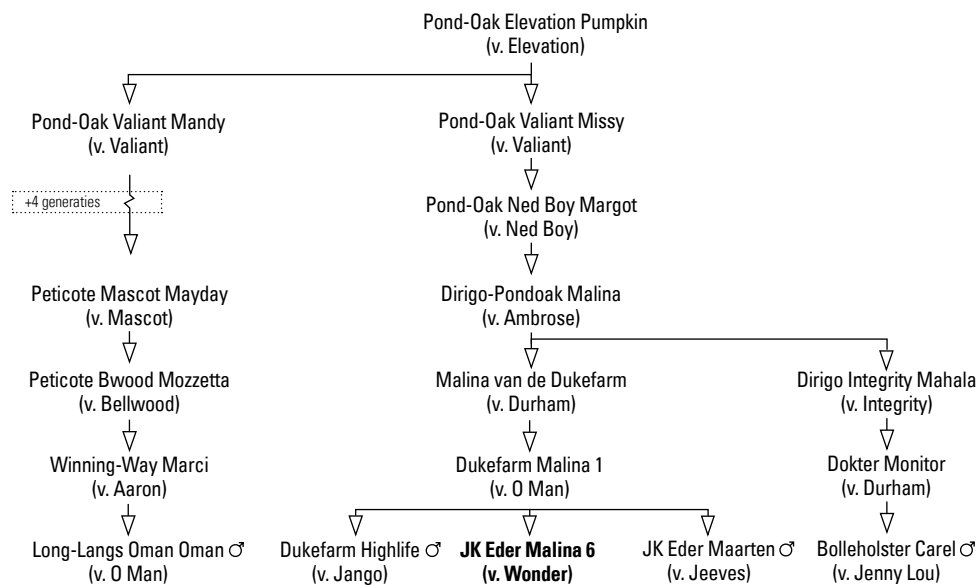 Pond-Oak Elevation Pumpkin
(v. Elevation)
Pond-Oak Valiant Mandy
(v. Valiant)
Pond-Oak Valiant Missy
(v. Valiant)
+4 generaties
Pond-Oak Ned Boy Margot
(v. Ned Boy)
Peticote Mascot Mayday
(v. Mascot)
Dirigo-Pondoak Malina
(v. Ambrose)
Peticote Bwood Mozzetta
(v. Bellwood)
Malina van de Dukefarm
(v. Durham)
Dirigo Integrity Mahala
(v. Integrity)
Winning-Way Marci
(v. Aaron)
Dukefarm Malina 1
(v. O Man)
Dokter Monitor
(v. Durham)
Long-Langs Oman Oman ♂
(v. O Man)
Dukefarm Highlife ♂
(v. Jango)
JK Eder Malina 6
(v. Wonder)
JK Eder Maarten ♂
(v. Jeeves)
Bolleholster Carel ♂
(v. Jenny Lou)